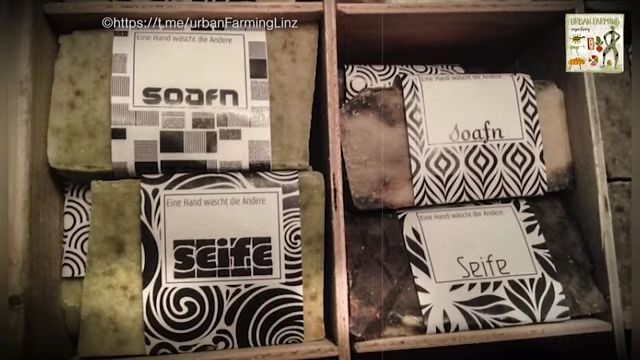 ©https://t.me/urbanFarmingLinz
URBAN FARMING
Eine Hand wäscht die Andere
SOAFN
Eine Hand wäscht die Andere
Soafn
Eine Hand wäscht die Andere
SEIFE
Eine Hand wäscht die Andere
Seife